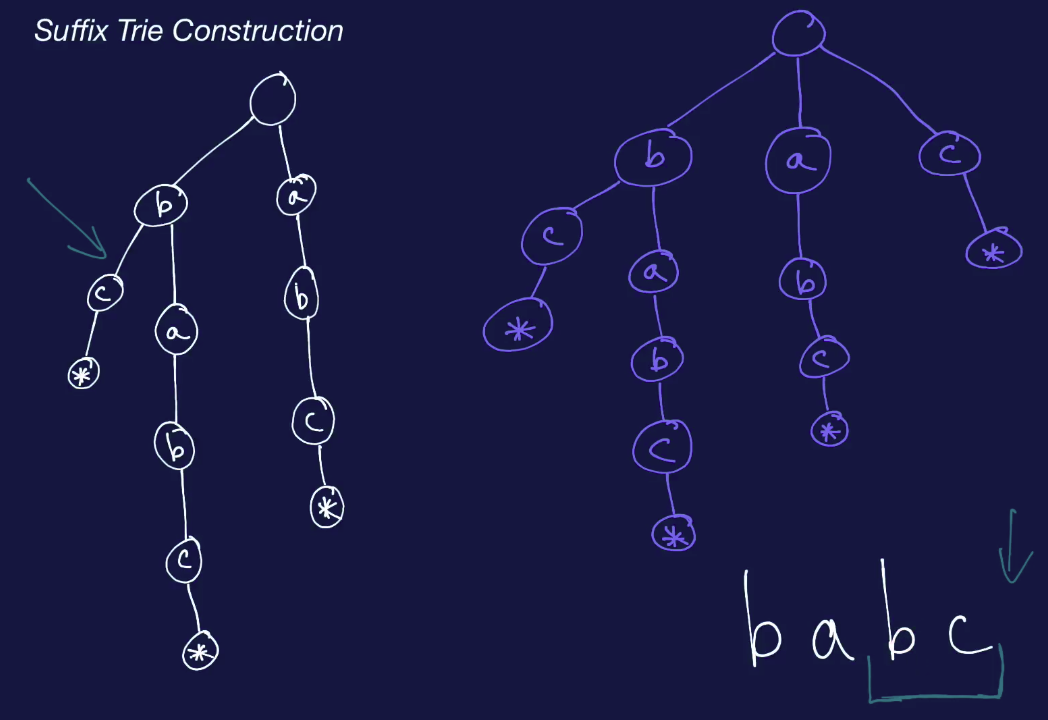 Suffix Trie Construction
b a
c a b
* b c
c *
*
b a c
c a b *
* b c
c *
*
babc